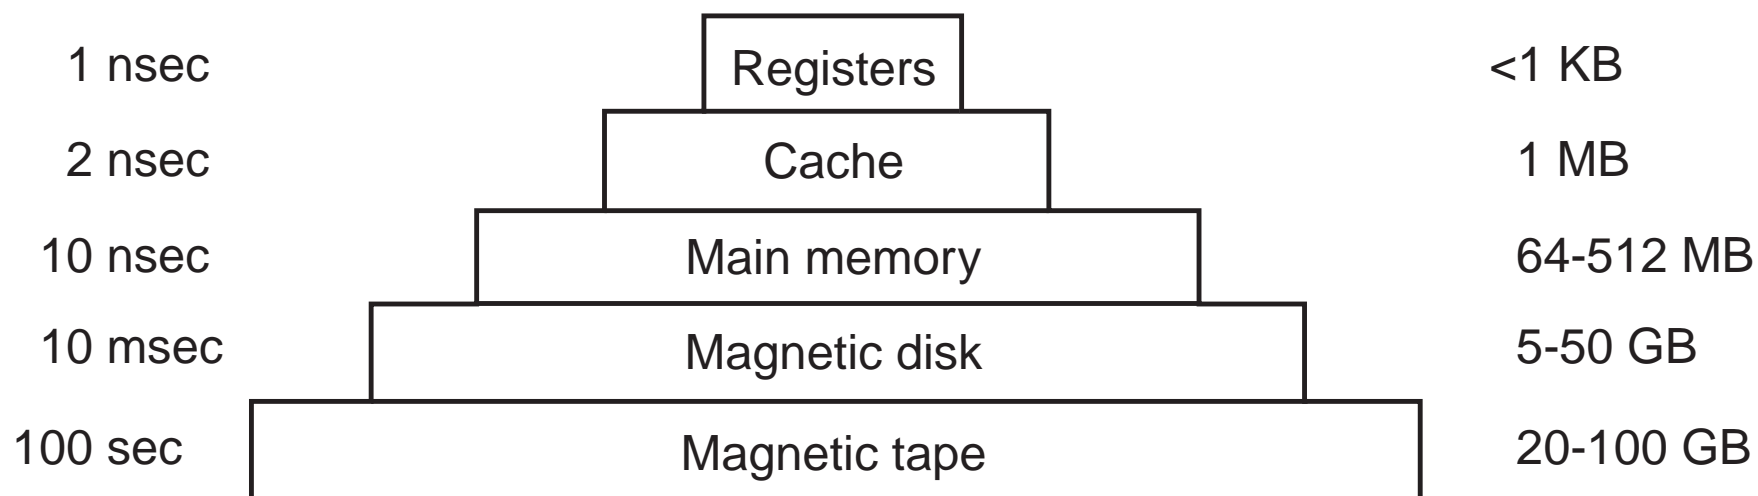 1 nsec Registers <1 KB
2 nsec Cache 1 MB
10 nsec Main memory 64-512 MB
10 msec Magnetic disk 5-50 GB
100 sec Magnetic tape 20-100 GB